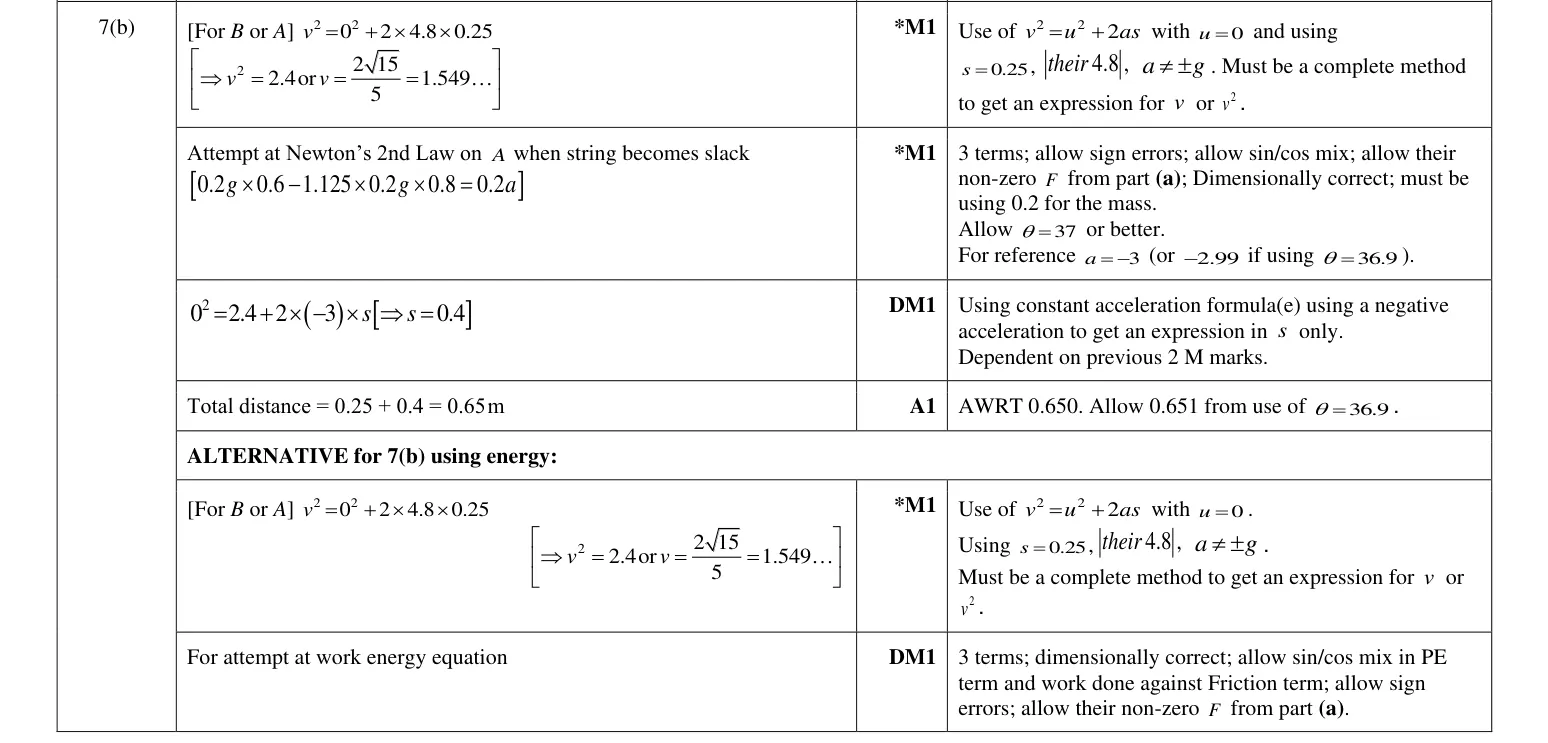 7(b)
[For B or A] v² = 0² + 2 × 4.8 × 0.25
[⇒ v² = 2.4 or v = 2√15/5 = 1.549…]
*M1
Use of v² = u² + 2as with u = 0 and using
s = 0.25, |their 4.8|, a ≠ ±g. Must be a complete method
to get an expression for v or v².
Attempt at Newton’s 2nd Law on A when string becomes slack
[0.2g × 0.6 − 1.125 × 0.2g × 0.8 = 0.2a]
*M1
3 terms; allow sign errors; allow sin/cos mix; allow their
non-zero F from part (a); Dimensionally correct; must be
using 0.2 for the mass.
Allow θ = 37 or better.
For reference a = −3 (or −2.99 if using θ = 36.9).
0² = 2.4 + 2 × (−3) × s [⇒ s = 0.4]
DM1
Using constant acceleration formula(e) using a negative
acceleration to get an expression in s only.
Dependent on previous 2 M marks.
Total distance = 0.25 + 0.4 = 0.65 m
A1
AWRT 0.650. Allow 0.651 from use of θ = 36.9.
ALTERNATIVE for 7(b) using energy:
[For B or A] v² = 0² + 2 × 4.8 × 0.25
[⇒ v² = 2.4 or v = 2√15/5 = 1.549…]
*M1
Use of v² = u² + 2as with u = 0.
Using s = 0.25, |their 4.8|, a ≠ ±g.
Must be a complete method to get an expression for v or
v².
For attempt at work energy equation
DM1
3 terms; dimensionally correct; allow sin/cos mix in PE
term and work done against Friction term; allow sign
errors; allow their non-zero F from part (a).